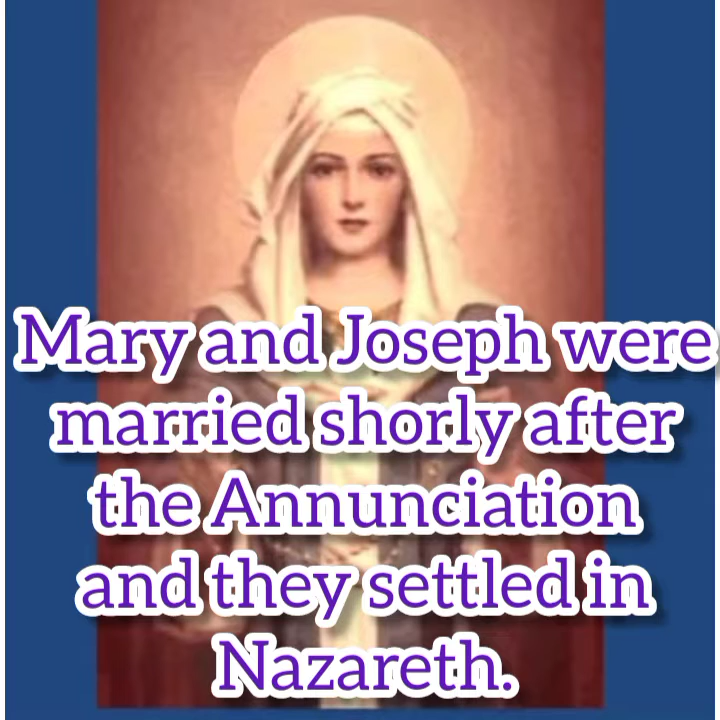 Mary and Joseph were
married shorly after
the Annunciation
and they settled in
Nazareth.